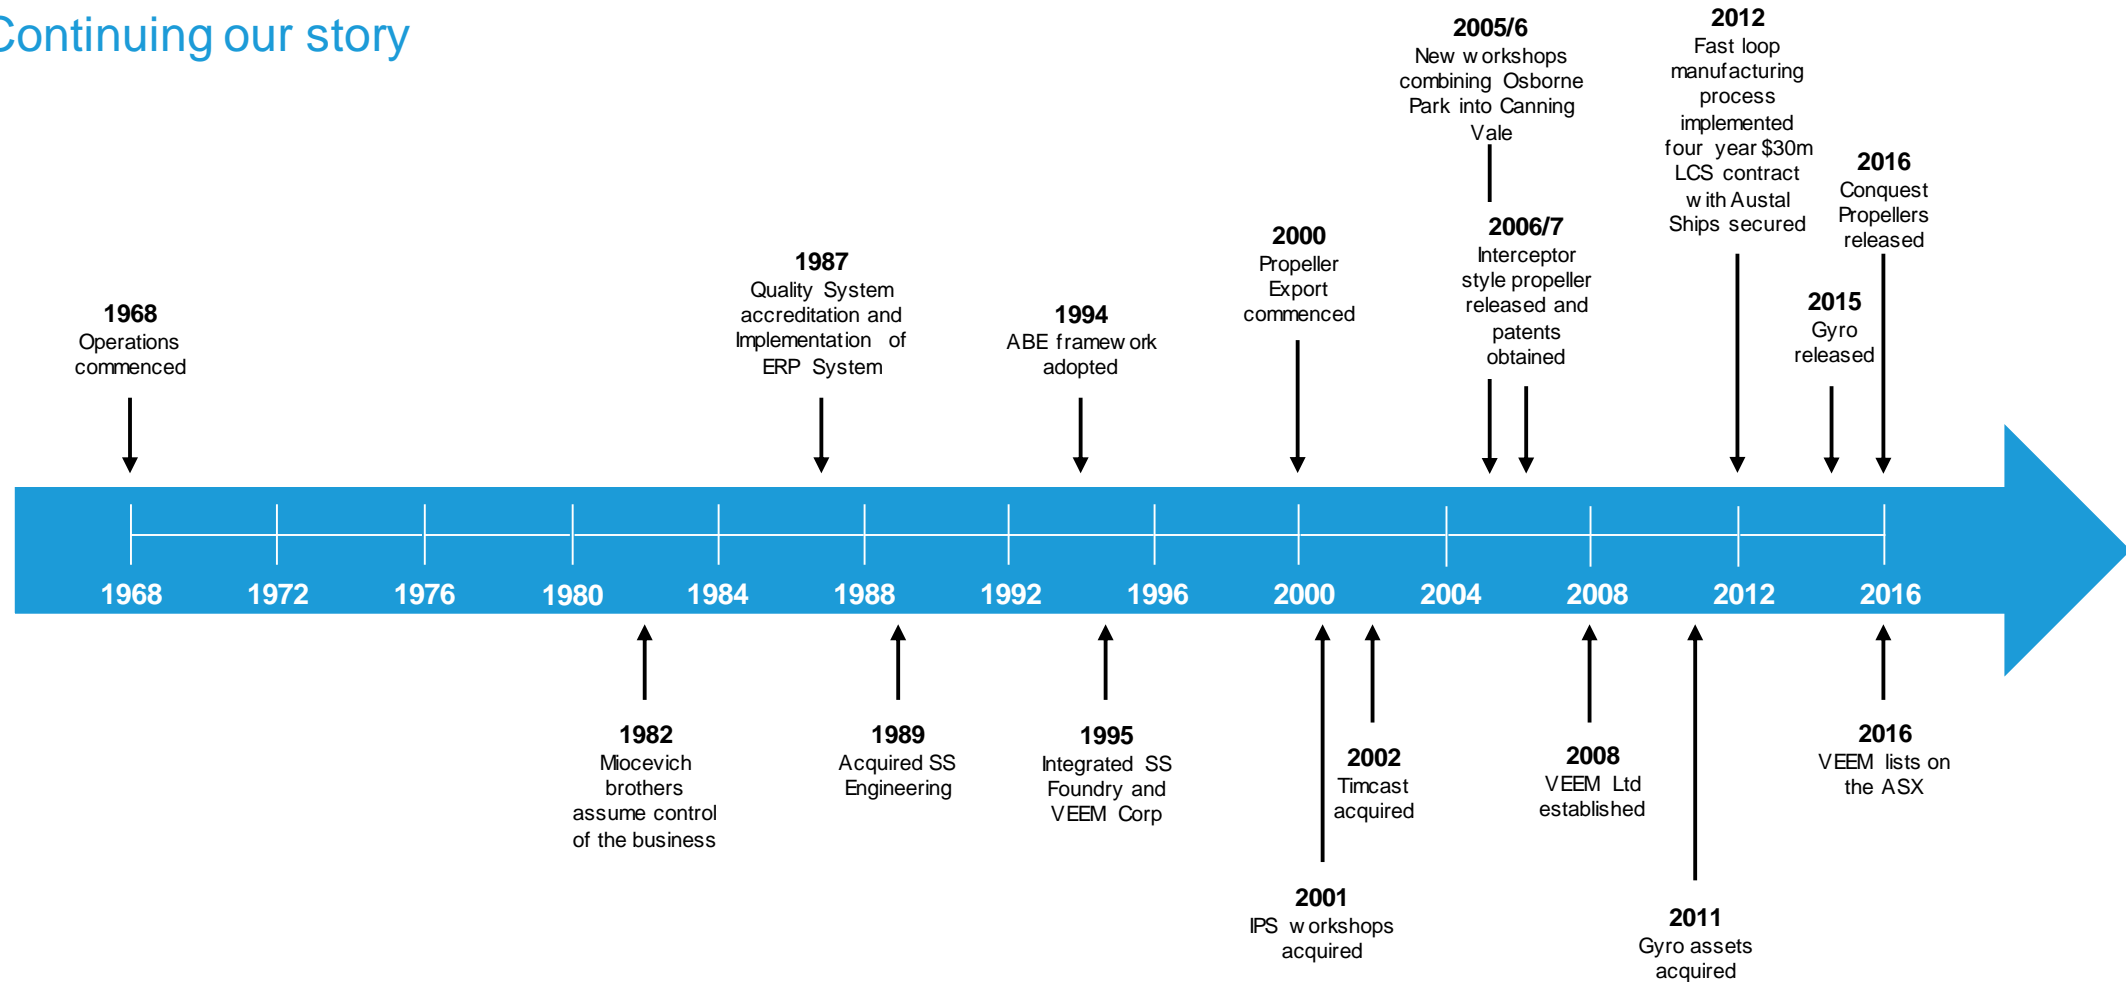 Continuing our story
2005/6
New workshops
combining Osborne
Park into Canning
Vale
2012
Fast loop
manufacturing
process
implemented
four year $30m
LCS contract
with Austal
Ships secured
2016
Conquest
Propellers
released
1968
Operations
commenced
1987
Quality System
accreditation and
Implementation of
ERP System
1994
ABE framework
adopted
2000
Propeller
Export
commenced
2006/7
Interceptor
style propeller
released and
patents
obtained
2015
Gyro
released
1968 1972 1976 1980 1984 1988 1992 1996 2000 2004 2008 2012 2016
1982
Miocevich
brothers
assume control
of the business
1989
Acquired SS
Engineering
1995
Integrated SS
Foundry and
VEEM Corp
2001
IPS workshops
acquired
2002
Timcast
acquired
2008
VEEM Ltd
established
2011
Gyro assets
acquired
2016
VEEM lists on
the ASX